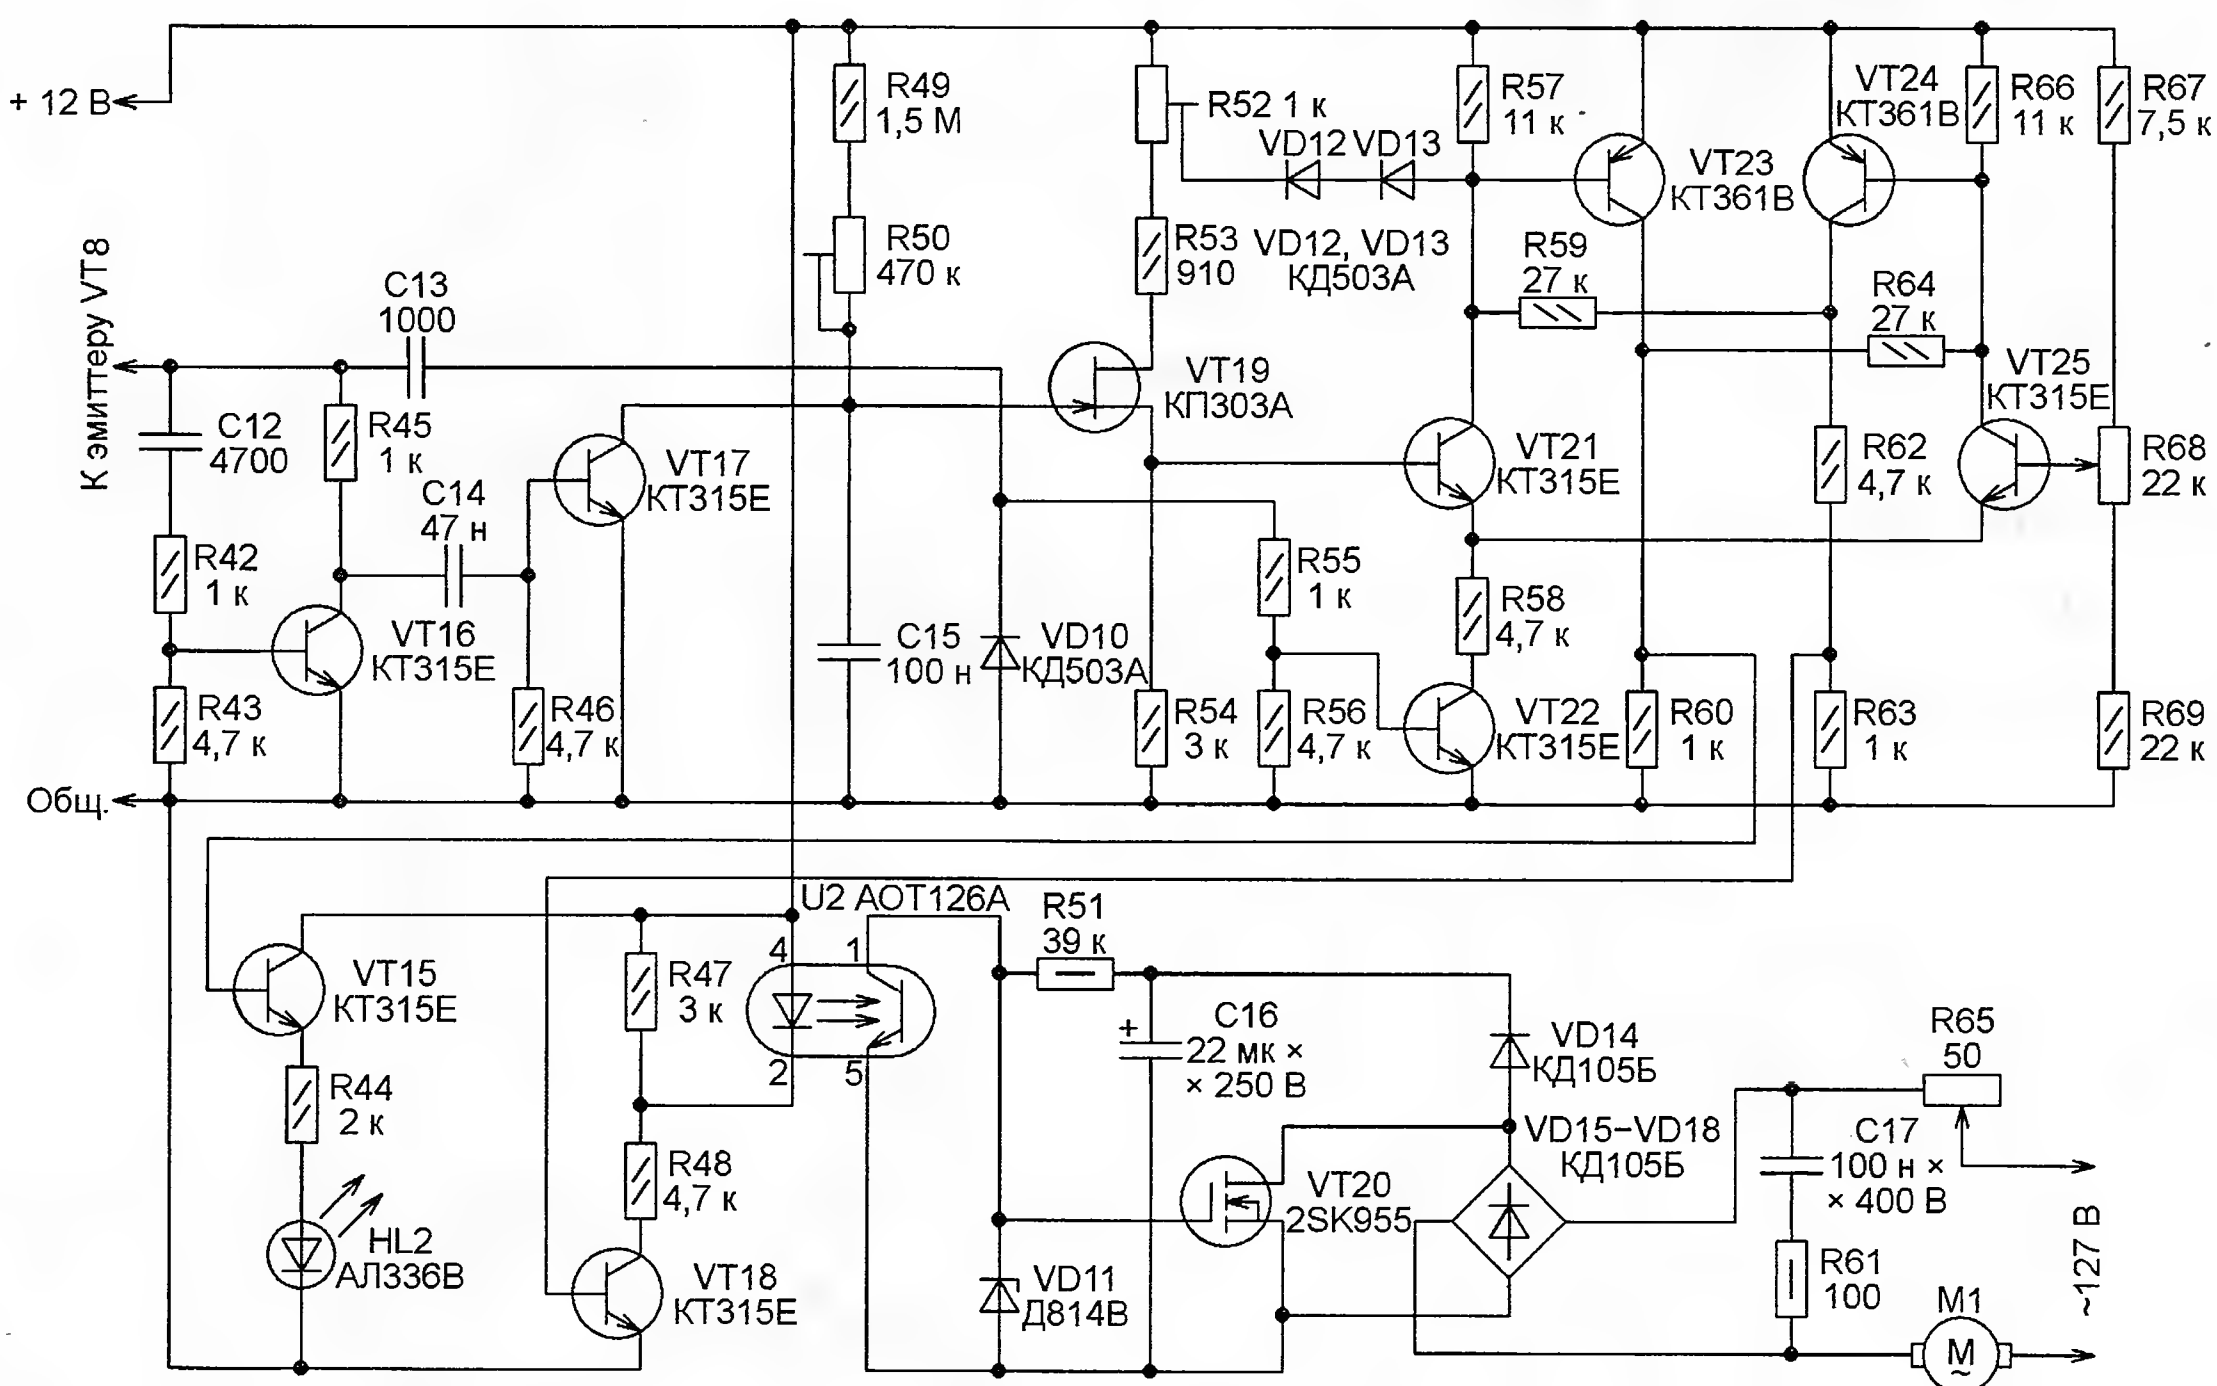 + 12 В
R49
1,5 М
R52 1 к
R57
11 к
VT24
КТ361В
R66
11 к
R67
7,5 к
VD12 VD13
VT23
КТ361В
К эмиттеру VT8
R50
470 к
R53
910
VD12, VD13
КД503А
R59
27 к
R64
27 к
C13
1000
VT19
КП303А
VT25
КТ315Е
C12
4700
R45
1 к
C14
47 н
VT17
КТ315Е
VT21
КТ315Е
R62
4,7 к
R68
22 к
R42
1 к
R55
1 к
R58
4,7 к
VT16
КТ315Е
C15
100 н
VD10
КД503А
R43
4,7 к
R46
4,7 к
R54
3 к
R56
4,7 к
VT22
КТ315Е
R60
1 к
R63
1 к
R69
22 к
Общ.
U2 АОТ126А
R51
39 к
4
1
2
5
VT15
КТ315Е
R47
3 к
+
C16
22 мк ×
× 250 В
VD14
КД105Б
R65
50
R44
2 к
VD15–VD18
КД105Б
C17
100 н ×
× 400 В
R48
4,7 к
VT20
2SK955
~127 В
HL2
АЛ336В
VT18
КТ315Е
VD11
Д814В
R61
100
М1
М
~